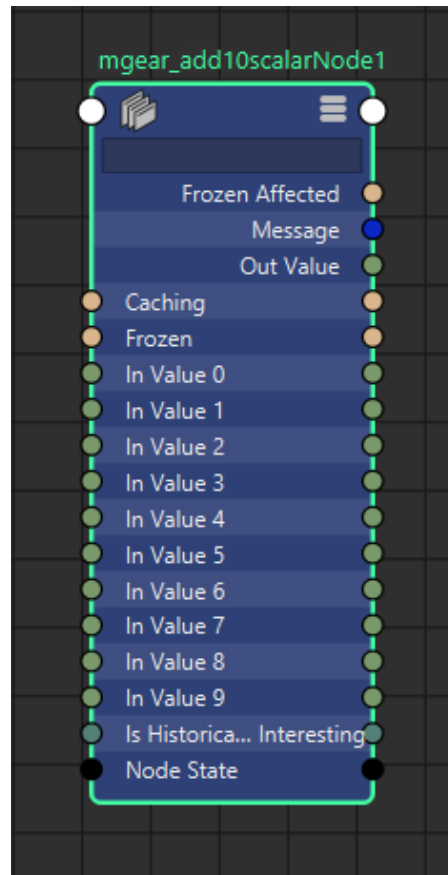 mgear_add10scalarNode1
Frozen Affected
Message
Out Value
Caching
Frozen
In Value 0
In Value 1
In Value 2
In Value 3
In Value 4
In Value 5
In Value 6
In Value 7
In Value 8
In Value 9
Is Historica... Interesting
Node State